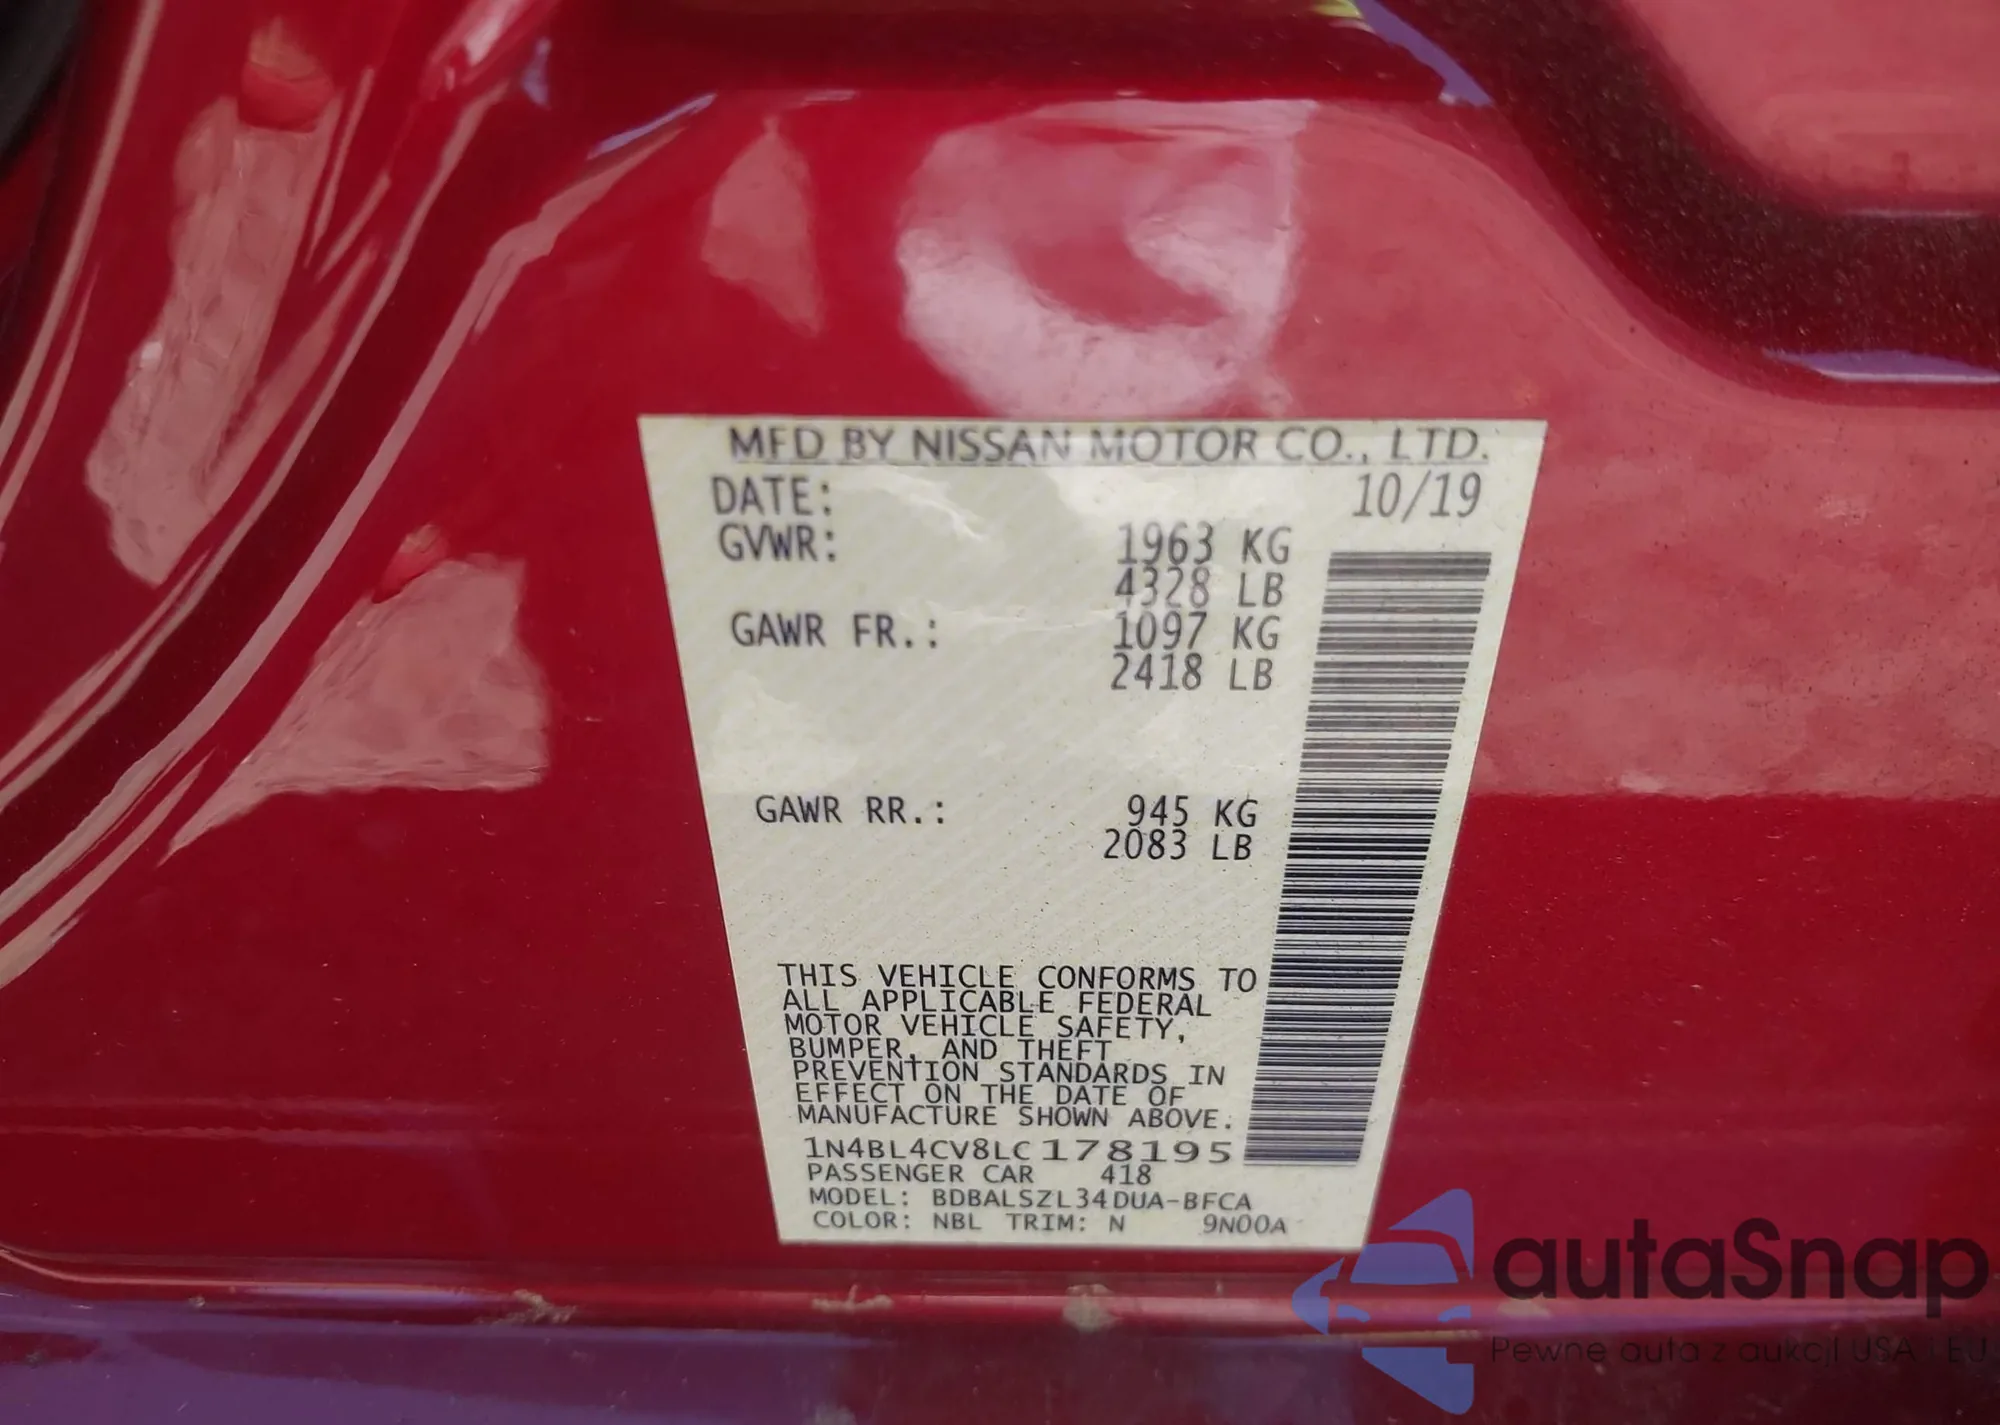 MFD BY NISSAN MOTOR CO., LTD.
DATE: 10/19
GVWR: 1963 KG
4328 LB
GAWR FR.: 1097 KG
2418 LB
GAWR RR.: 945 KG
2083 LB
THIS VEHICLE CONFORMS TO
ALL APPLICABLE FEDERAL
MOTOR VEHICLE SAFETY,
BUMPER, AND THEFT
PREVENTION STANDARDS IN
EFFECT ON THE DATE OF
MANUFACTURE SHOWN ABOVE.
1N4BL4CV8LC178195
PASSENGER CAR 418
MODEL: BDBALSZL34DUA-BFCA
COLOR: NBL TRIM: N 9N00A
autaSnap
Pewne auta z aukcji USA i EU